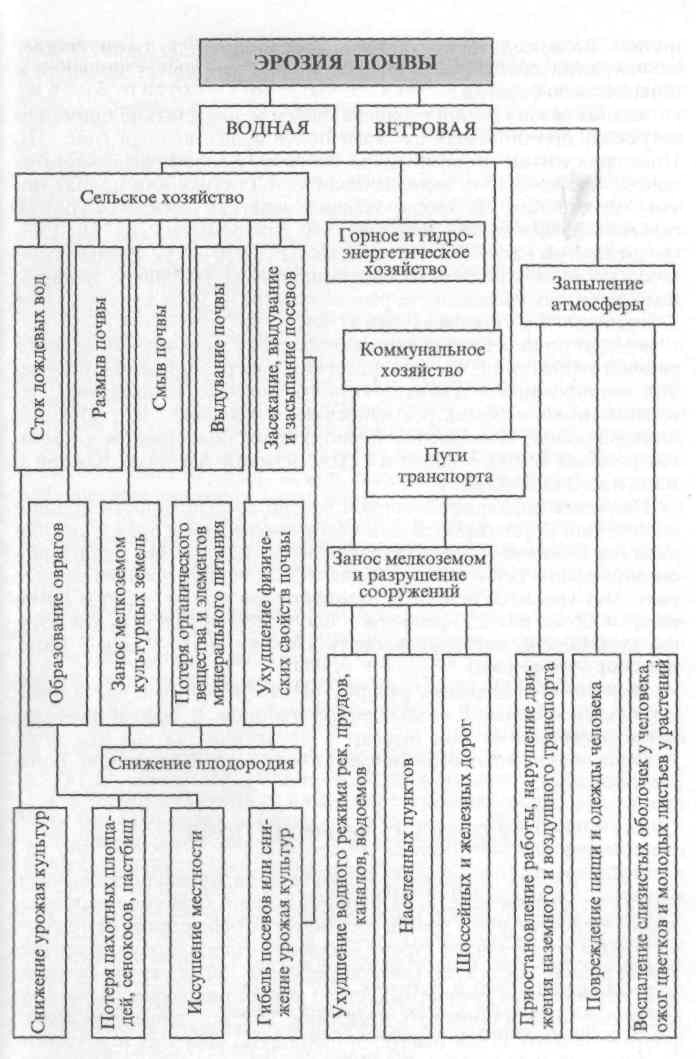 ЭРОЗИЯ ПОЧВЫ
ВОДНАЯ
ВЕТРОВАЯ
Сельское хозяйство
Горное и гидро-
энергетическое
хозяйство
Запыление
атмосферы
Сток дождевых вод
Размыв почвы
Смыв почвы
Выдувание почвы
Засекание, выдувание
и засыпание посевов
Коммунальное
хозяйство
Пути
транспорта
Образование оврагов
Занос мелкоземом
культурных земель
Потеря органического
вещества и элементов
минерального питания
Ухудшение физиче-
ских свойств почвы
Занос мелкоземом
и разрушение
сооружений
Снижение плодородия
Снижение урожая культур
Потеря пахотных площа-
дей, сенокосов, пастбищ
Иссушение местности
Гибель посевов или сни-
жение урожая культур
Ухудшение водного режима рек, прудов,
каналов, водоемов
Населенных пунктов
Шоссейных и железных дорог
Приостановление работы, нарушение дви-
жения наземного и воздушного транспорта
Повреждение пищи и одежды человека
Воспаление слизистых оболочек у человека,
ожог цветков и молодых листьев у растений